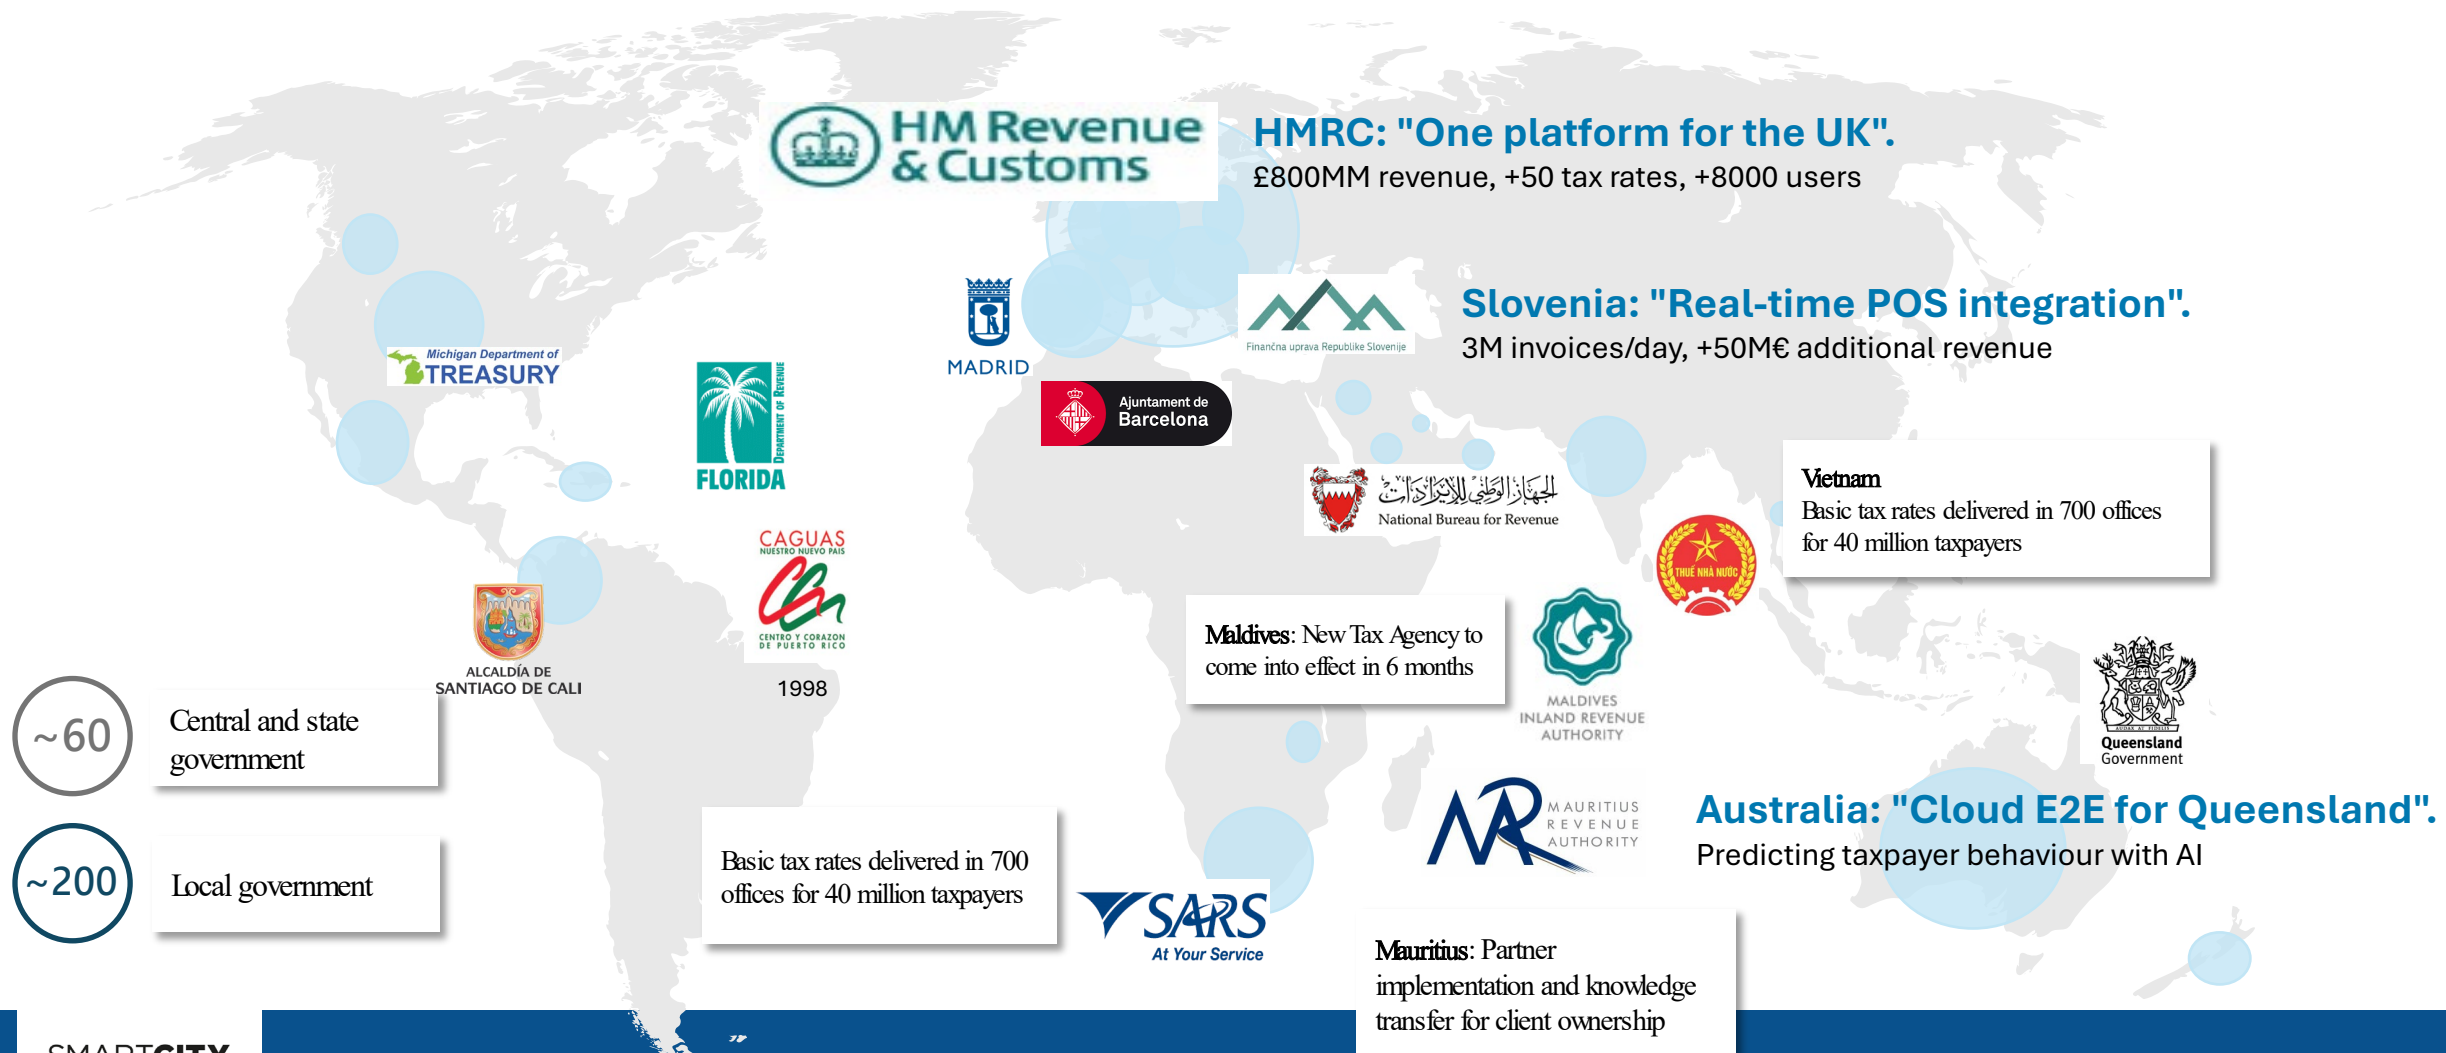 HM Revenue
& Customs
HMRC: "One platform for the UK".
£800MM revenue, +50 tax rates, +8000 users
MADRID
Finančna uprava Republike Slovenije
Slovenia: "Real-time POS integration".
3M invoices/day, +50M€ additional revenue
Michigan Department of
TREASURY
DEPARTMENT OF REVENUE
FLORIDA
Ajuntament de
Barcelona
الجهاز الوطني للإيرادات
National Bureau for Revenue
Vietnam
Basic tax rates delivered in 700 offices
for 40 million taxpayers
THUẾ NHÀ NƯỚC
CAGUAS
NUESTRO NUEVO PAIS
CENTRO Y CORAZON
DE PUERTO RICO
1998
ALCALDÍA DE
SANTIAGO DE CALI
Maldives: New Tax Agency to
come into effect in 6 months
MALDIVES
INLAND REVENUE
AUTHORITY
AUDAX AT FIDELIS
Queensland
Government
~60
Central and state
government
~200
Local government
Basic tax rates delivered in 700
offices for 40 million taxpayers
SARS
At Your Service
MAURITIUS
REVENUE
AUTHORITY
Australia: "Cloud E2E for Queensland".
Predicting taxpayer behaviour with AI
Mauritius: Partner
implementation and knowledge
transfer for client ownership
SMARTCITY